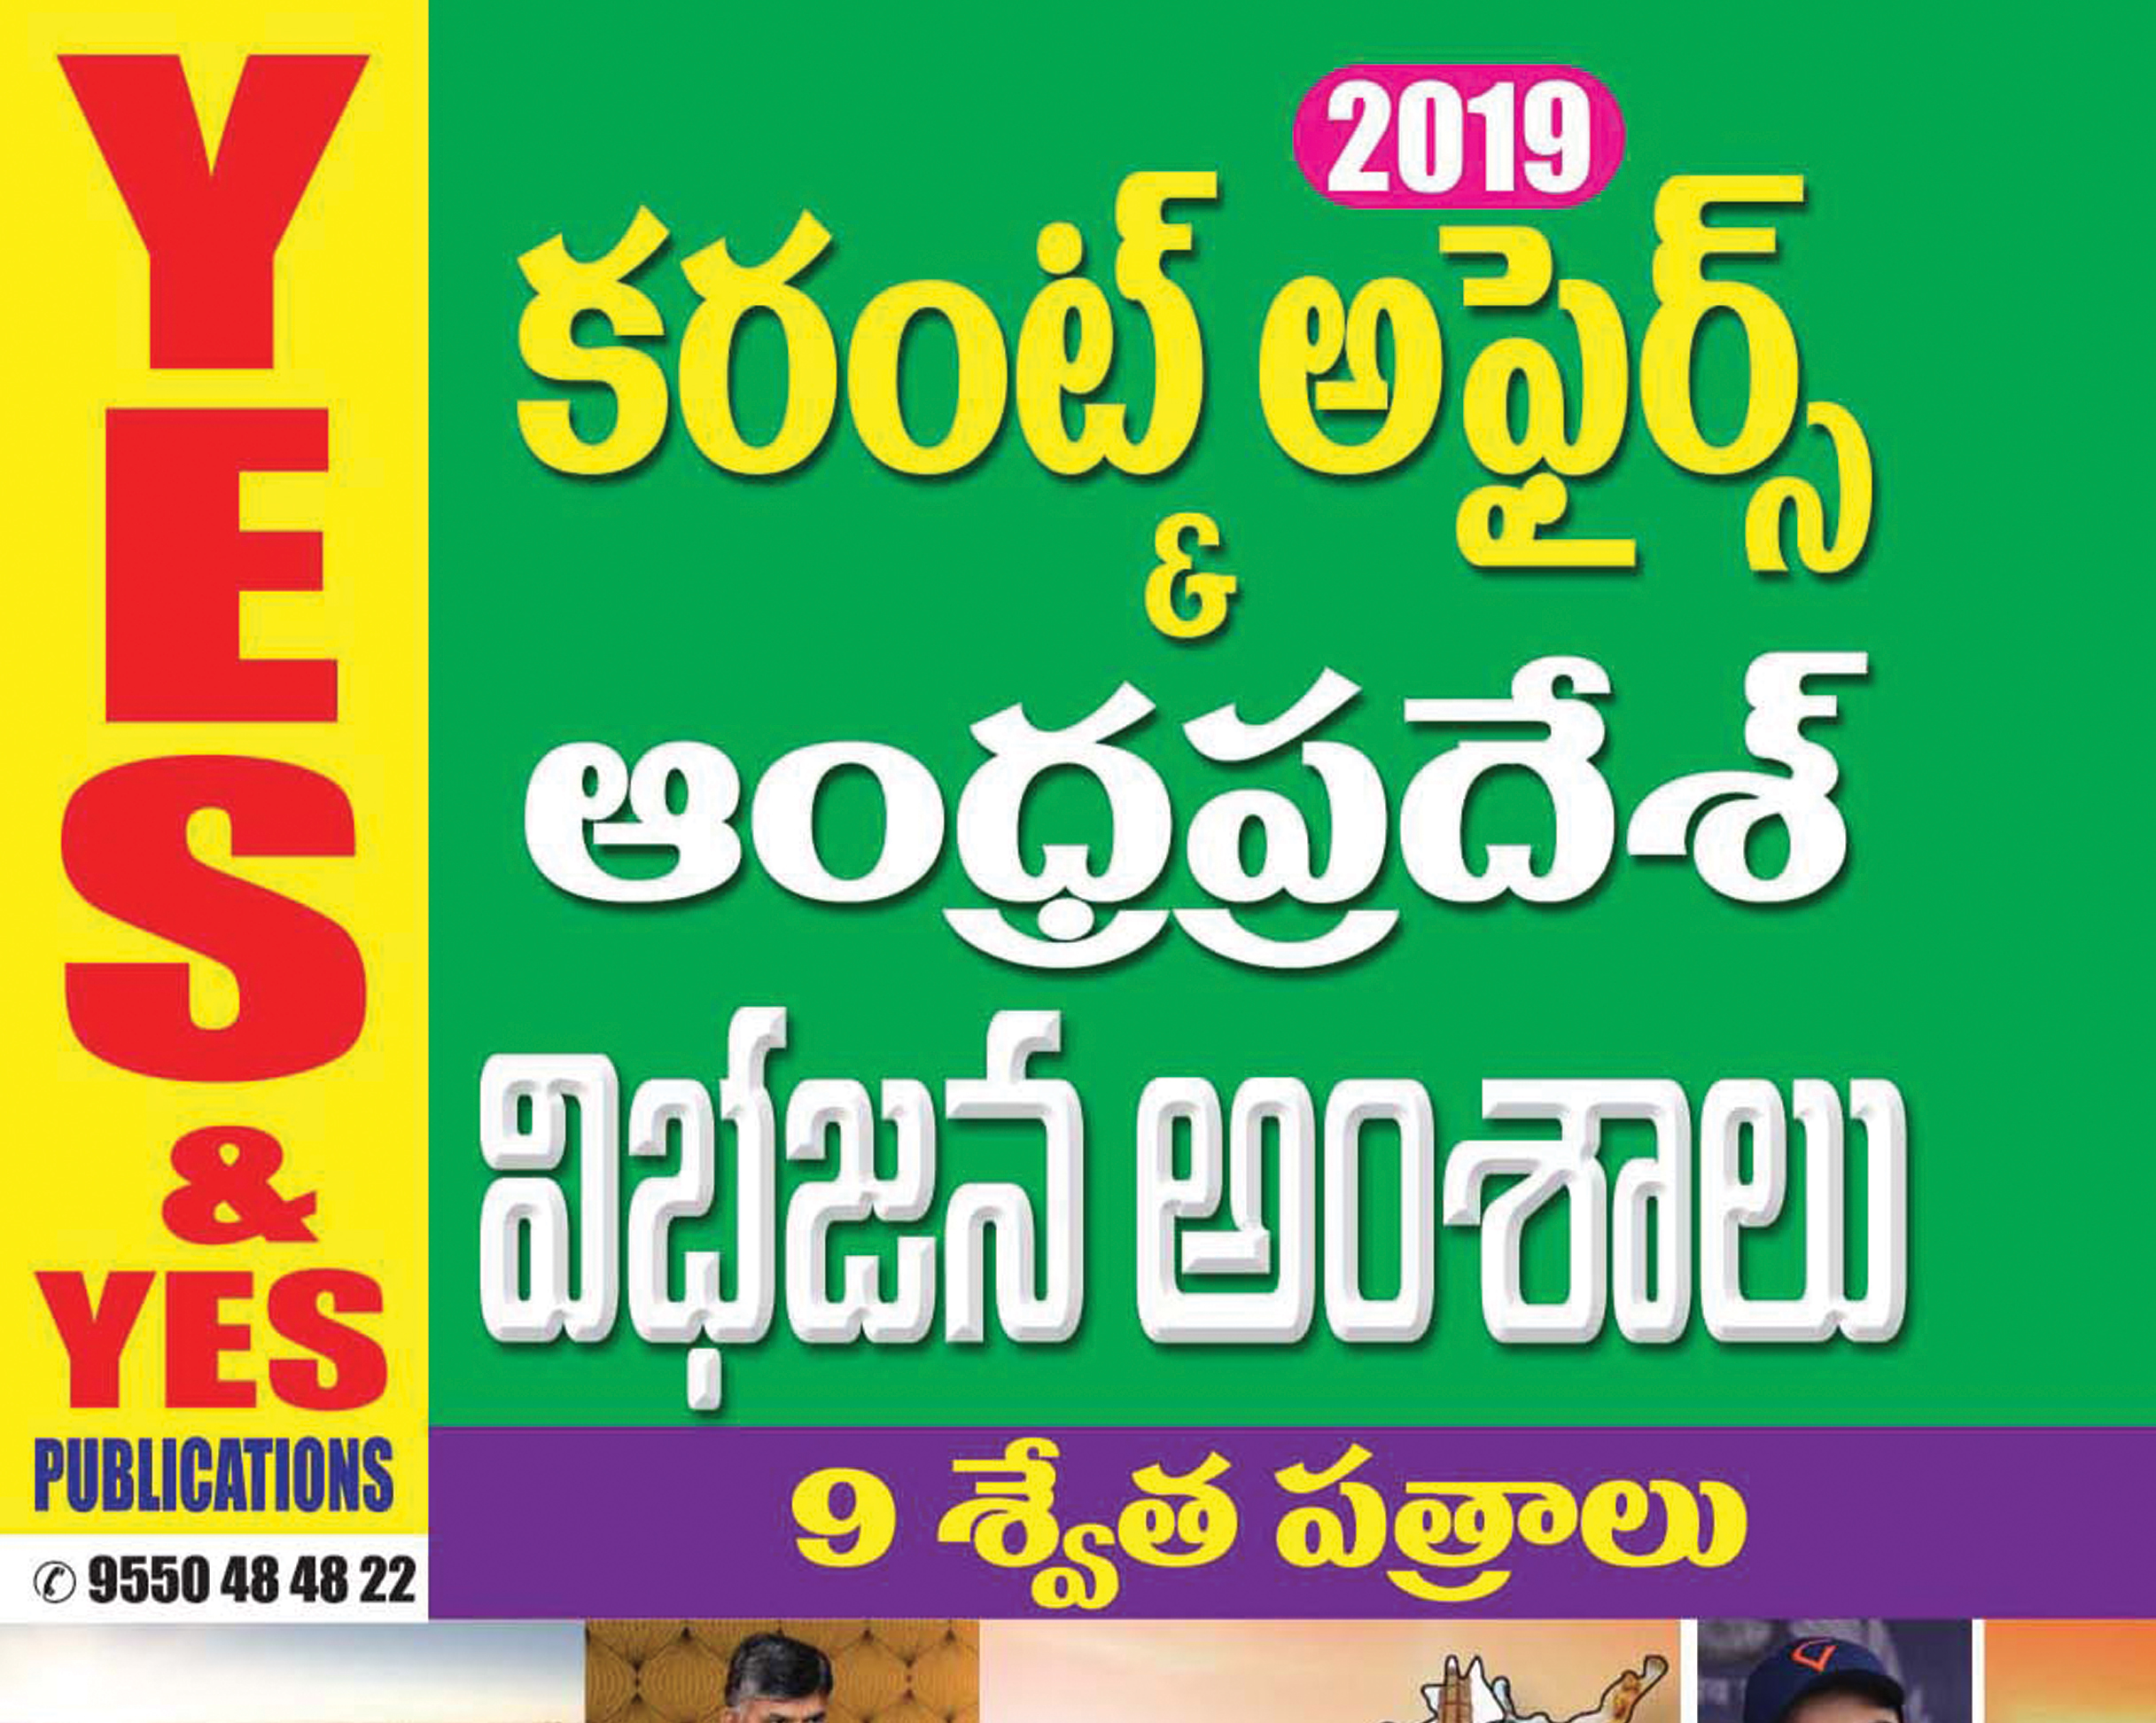 YES
&
YES
PUBLICATIONS
✆ 9550 48 48 22
2019
కరంట్ అఫైర్స్
&
ఆంధ్రప్రదేశ్
విభజన అంశాలు
9 శ్వేత పత్రాలు